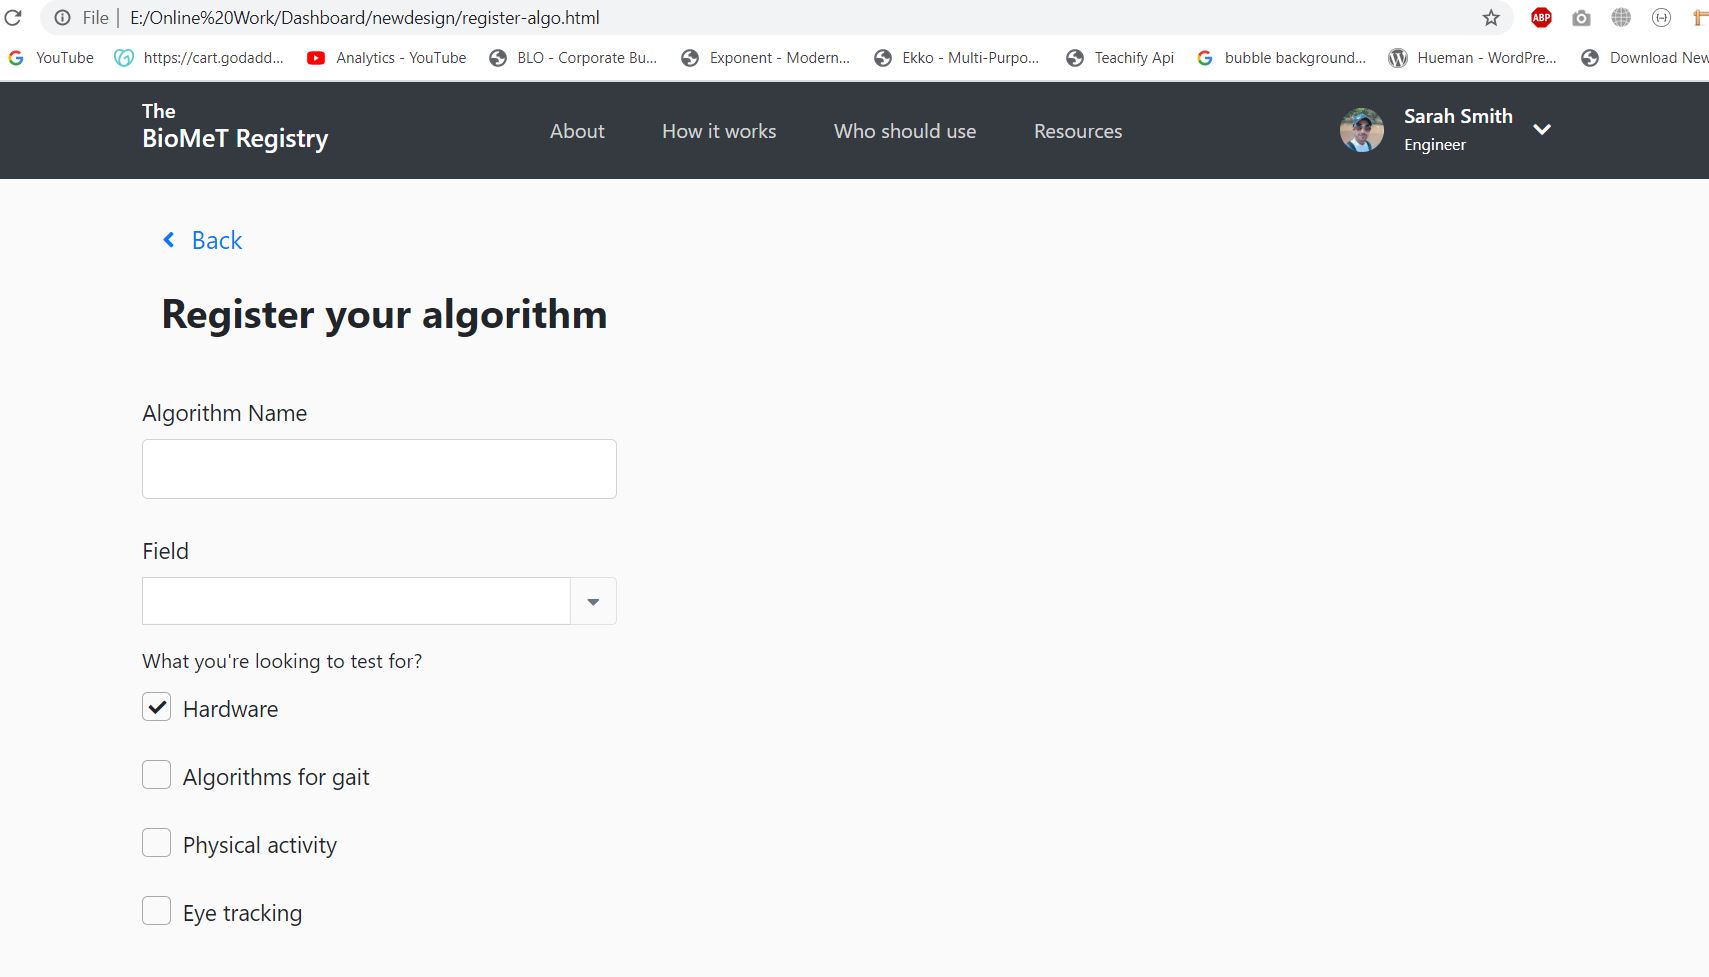 File | E:/Online%20Work/Dashboard/newdesign/register-algo.html
ABP
YouTube https://cart.godadd... Analytics - YouTube BLO - Corporate Bu... Exponent - Modern... Ekko - Multi-Purpo... Teachify Api bubble background... Hueman - WordPre... Download New
The
BioMeT Registry
About How it works Who should use Resources
Sarah Smith
Engineer
Back
Register your algorithm
Algorithm Name
Field
What you're looking to test for?
Hardware
Algorithms for gait
Physical activity
Eye tracking